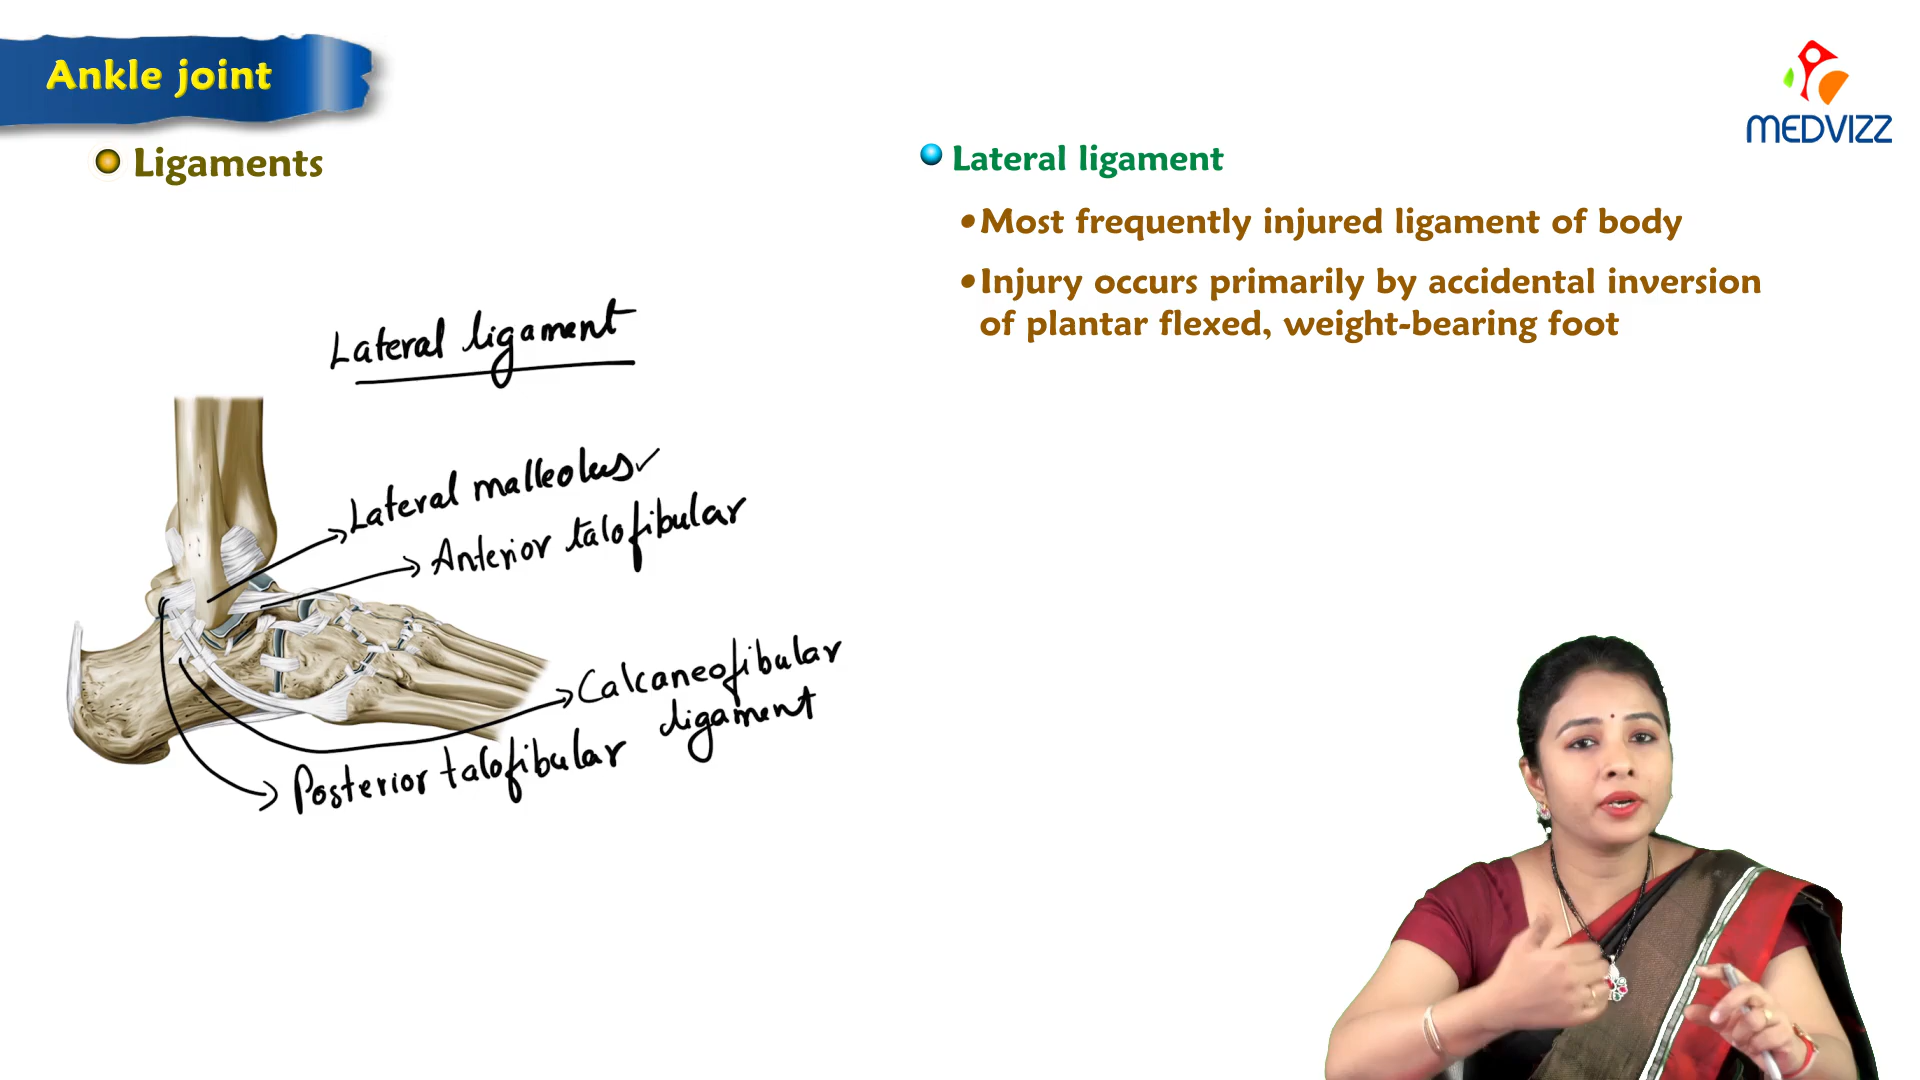 Ankle joint
MEDVIZZ
Ligaments
Lateral ligament
Lateral malleolus
Anterior talofibular
Calcaneofibular
ligament
Posterior talofibular
Lateral ligament
•Most frequently injured ligament of body
•Injury occurs primarily by accidental inversion
of plantar flexed, weight-bearing foot